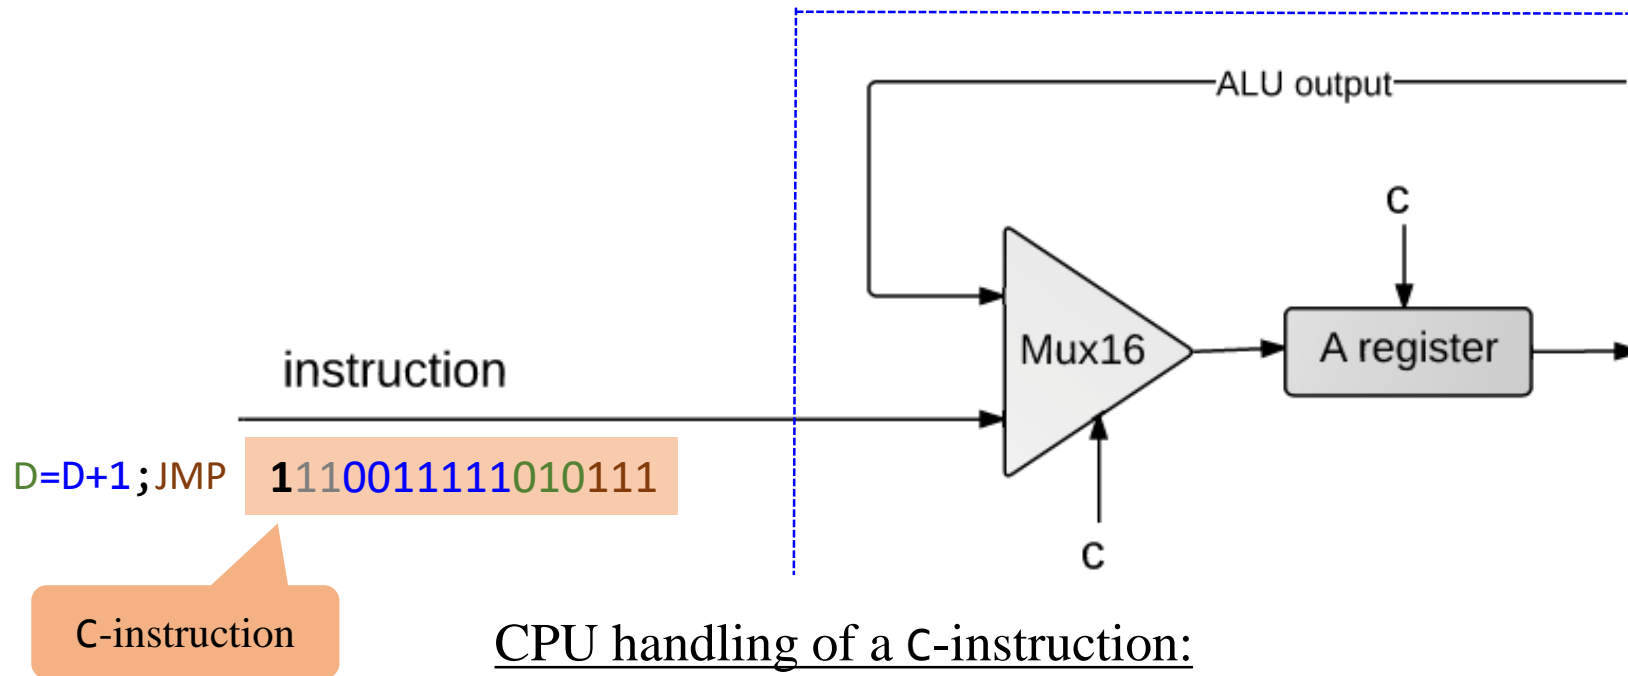 ALU output
c
Mux16
A register
instruction
D=D+1;JMP 1110011111010111
c
C-instruction
CPU handling of a C-instruction: